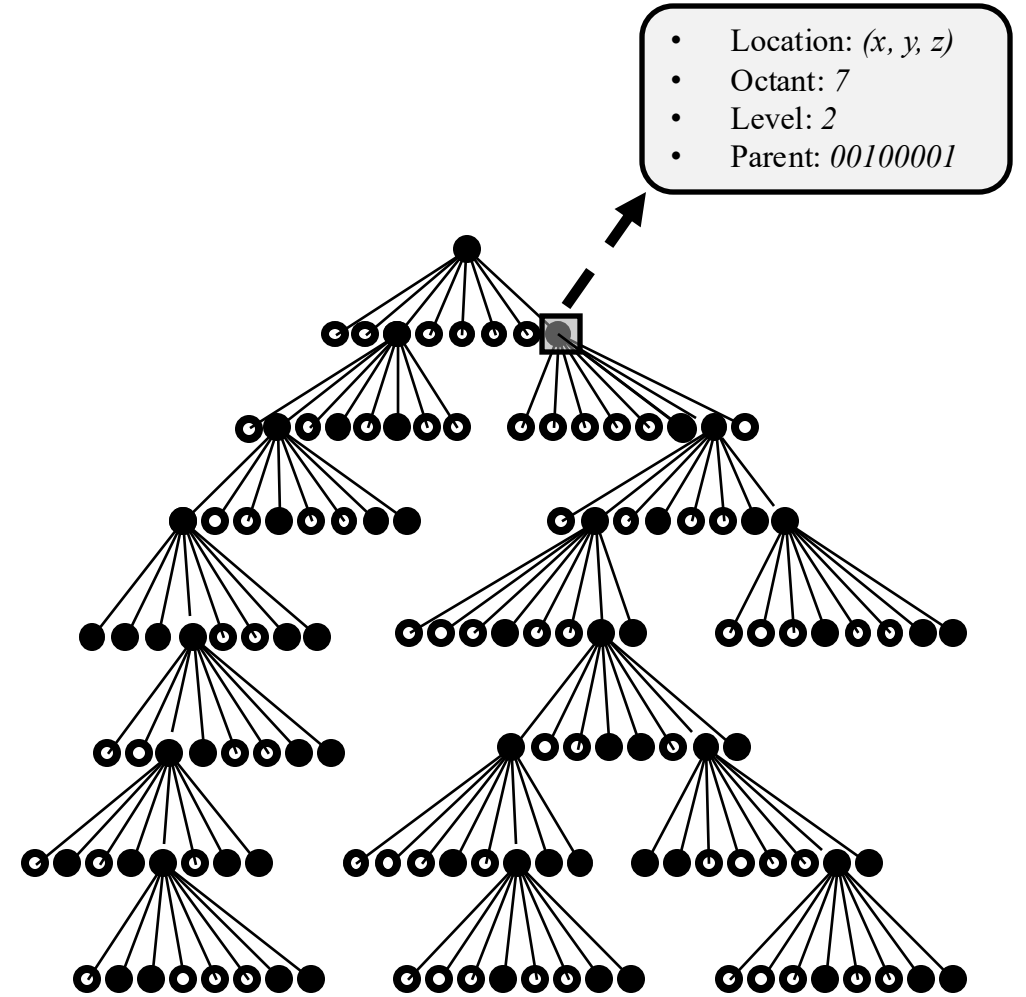 • Location: (x, y, z)
• Octant: 7
• Level: 2
• Parent: 00100001